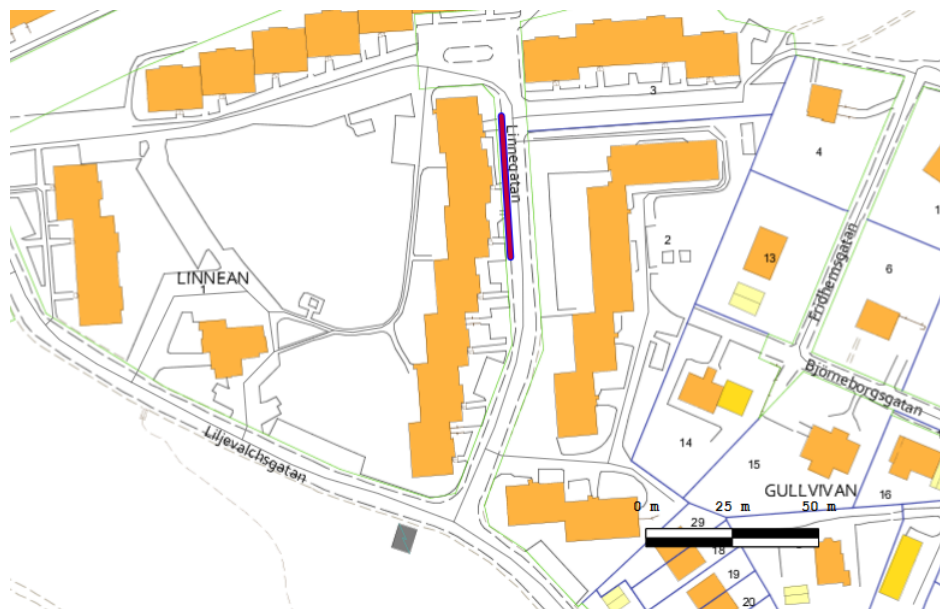 3
Linnegatan
4
2
LINNEAN
1
13
6
Fridhemsgatan
Björneborgsgatan
Liljevalchsgatan
14
15
GULLVIVAN
16
0 m 25 m 50 m
29
18
19
20